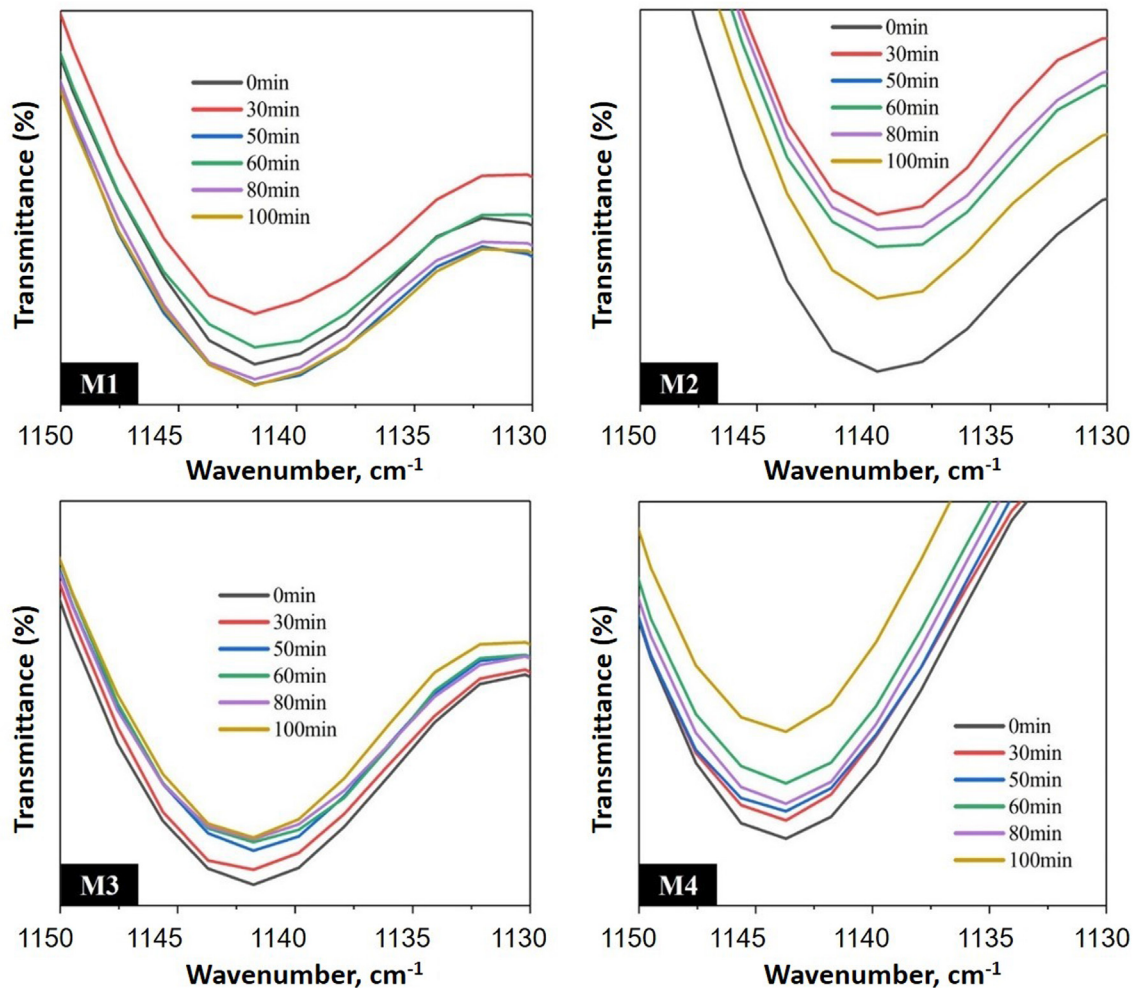 Transmittance (%)
0min
30min
50min
60min
80min
100min
M1
1150 1145 1140 1135 1130
Wavenumber, cm-1
Transmittance (%)
0min
30min
50min
60min
80min
100min
M2
1150 1145 1140 1135 1130
Wavenumber, cm-1
Transmittance (%)
0min
30min
50min
60min
80min
100min
M3
1150 1145 1140 1135 1130
Wavenumber, cm-1
Transmittance (%)
0min
30min
50min
60min
80min
100min
M4
1150 1145 1140 1135 1130
Wavenumber, cm-1